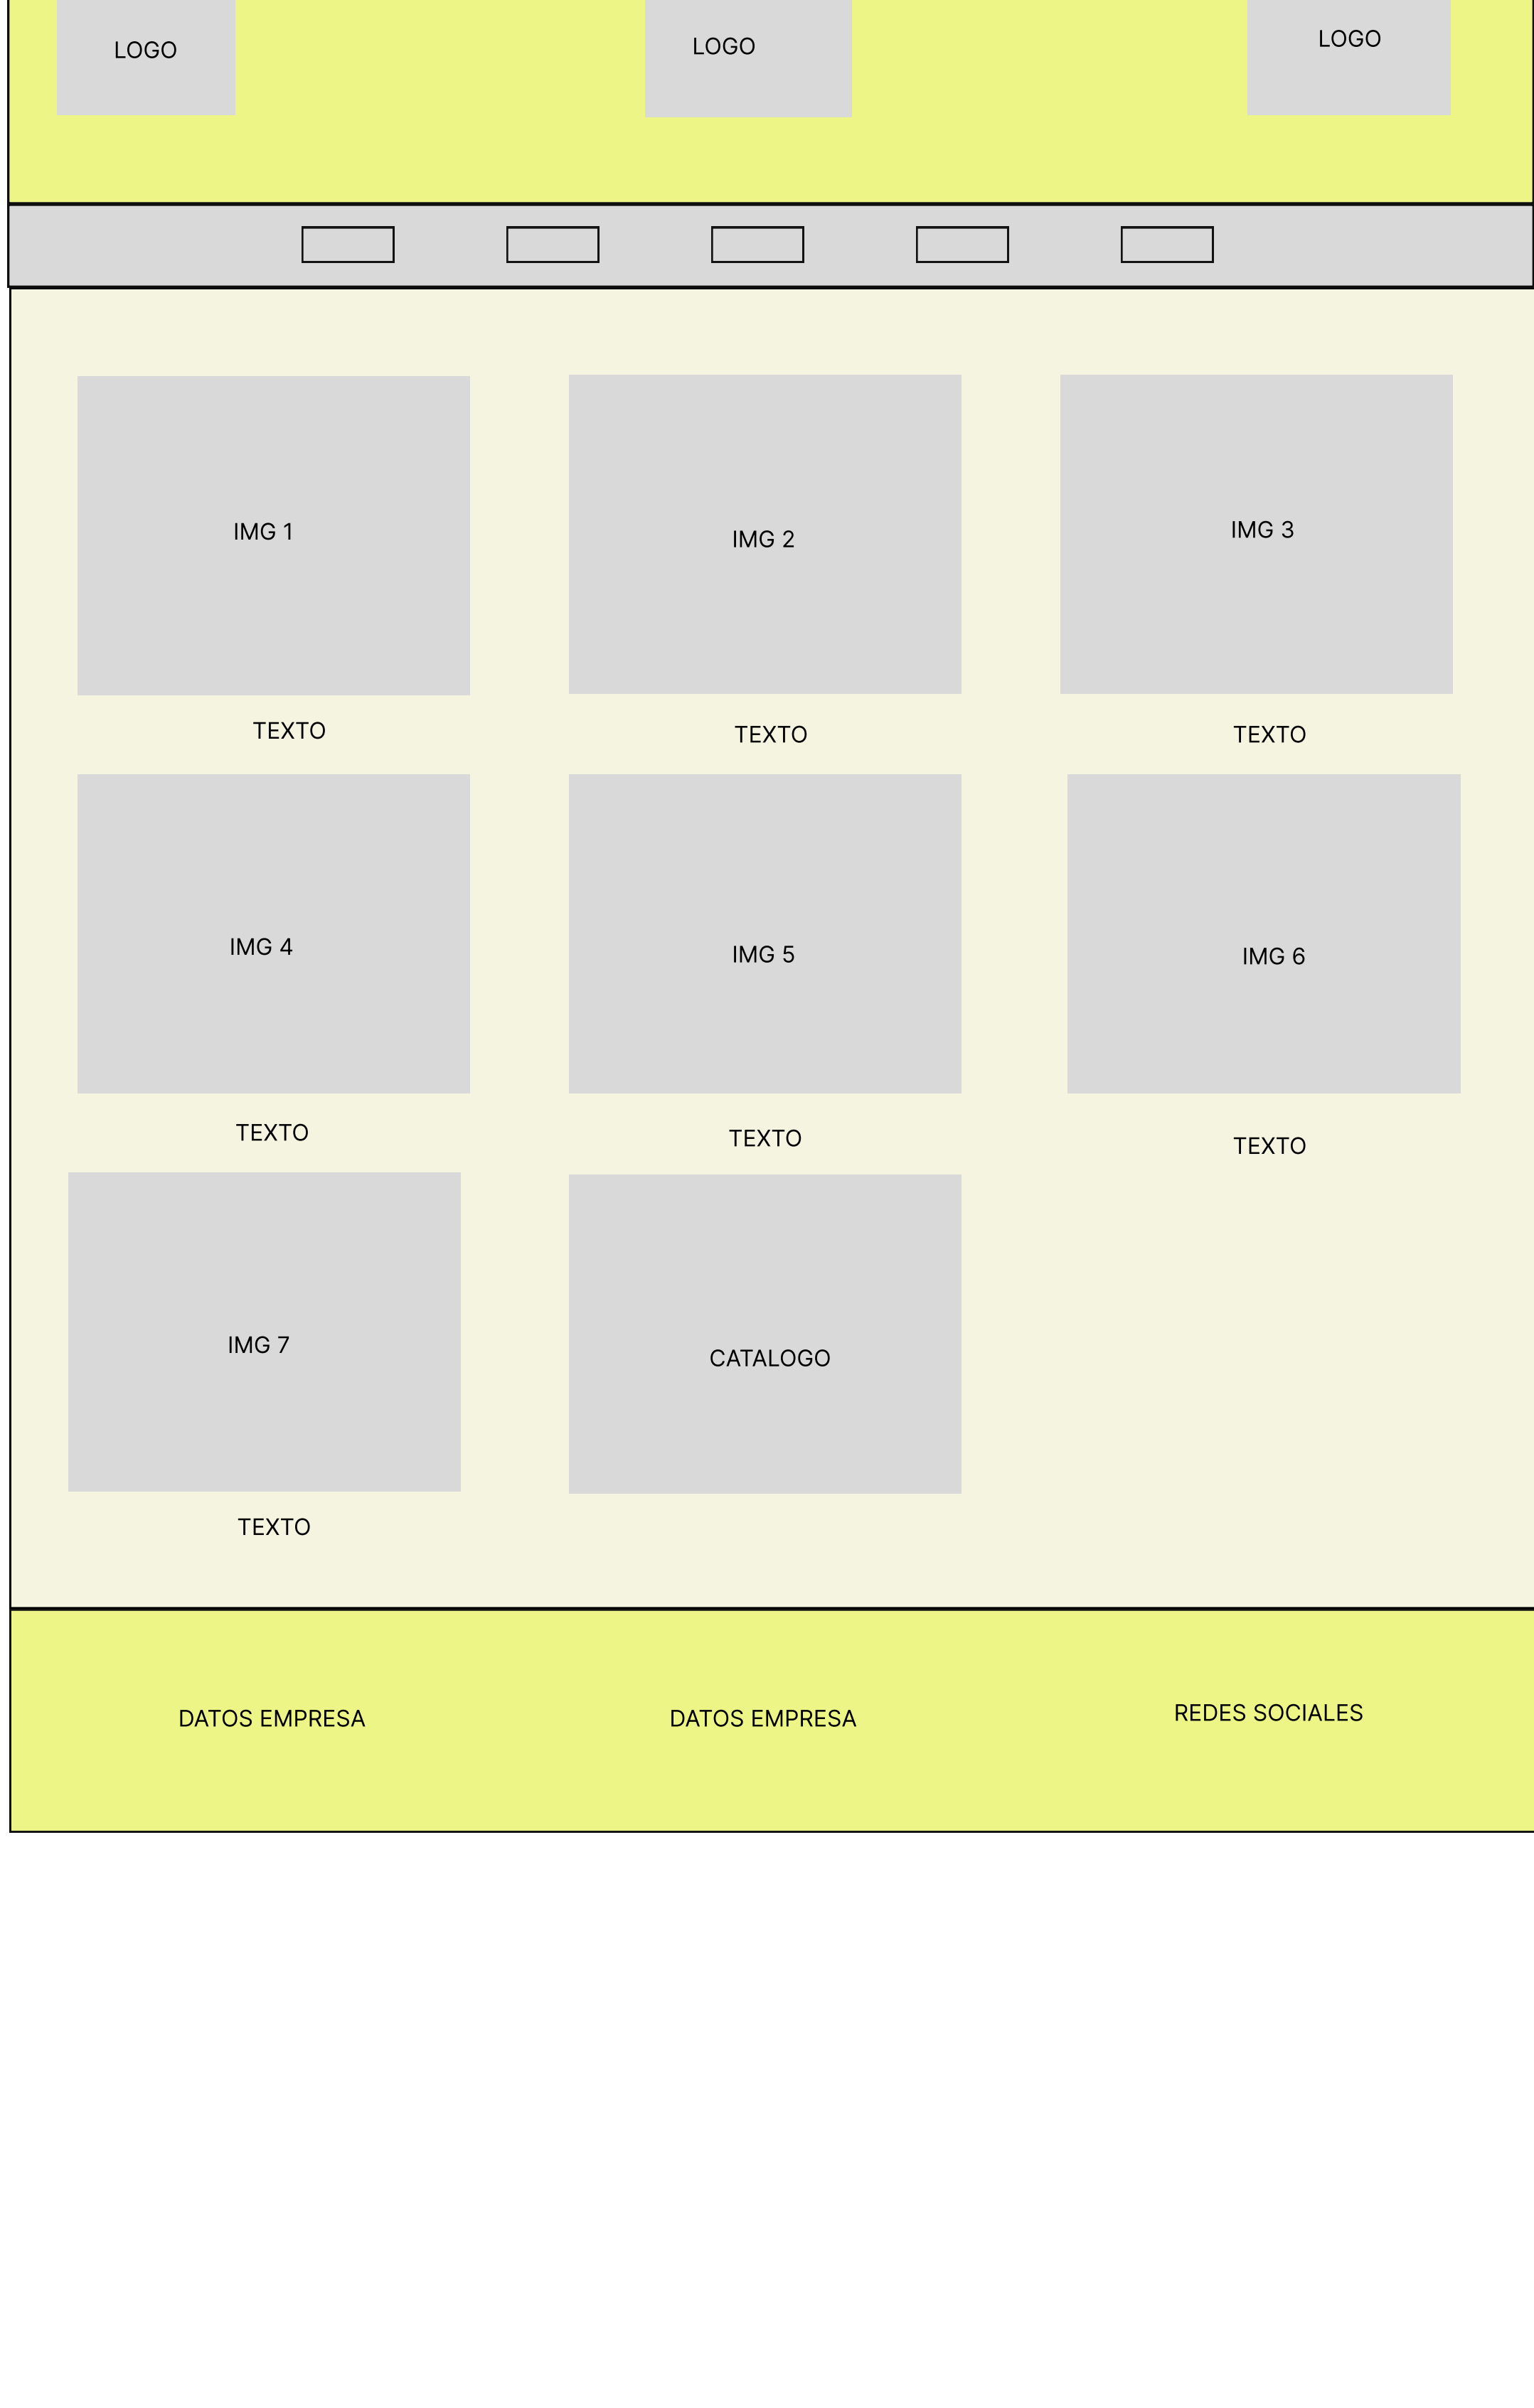 LOGO
LOGO
LOGO
IMG 1
IMG 2
IMG 3
TEXTO
TEXTO
TEXTO
IMG 4
IMG 5
IMG 6
TEXTO
TEXTO
TEXTO
IMG 7
CATALOGO
TEXTO
DATOS EMPRESA
DATOS EMPRESA
REDES SOCIALES